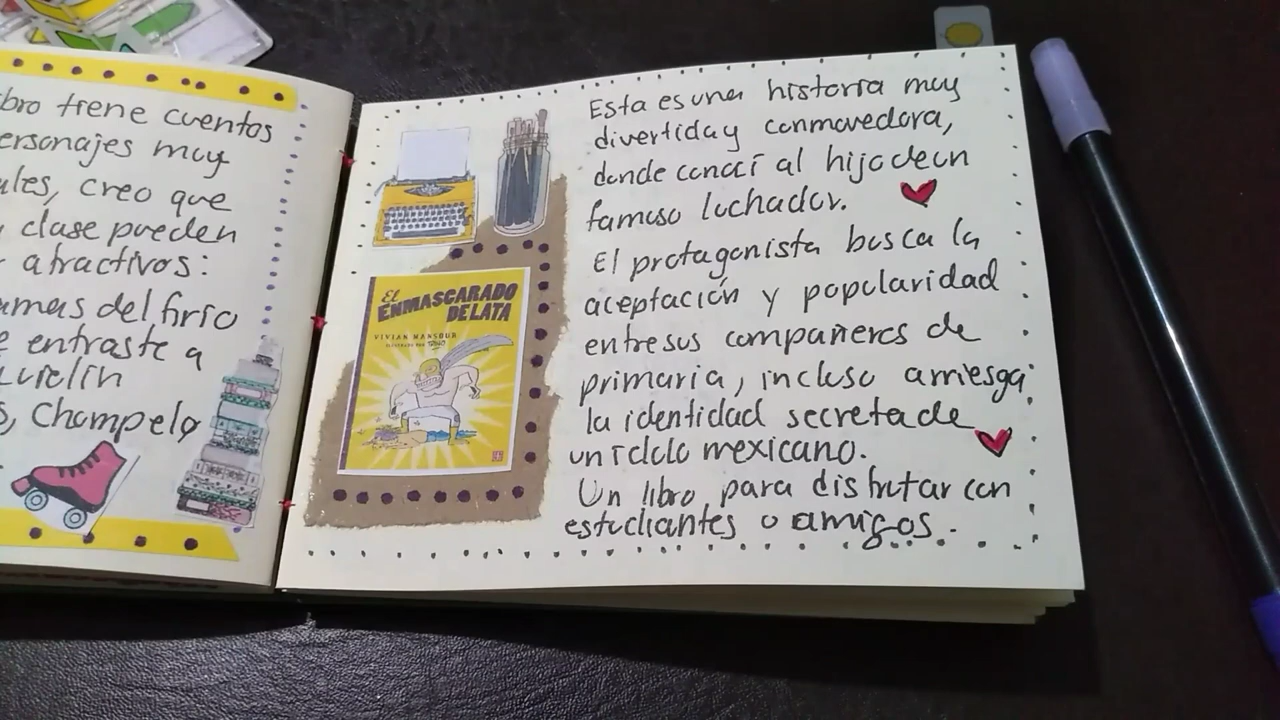 bro tiene cuentos
ersonajes muy
ales, creo que
clase pueden
atractivos:
del firio
e entraste a
s, Champelo
EL
ENMASCARADO
DE LATA
VIVIAN MANSOUR
Esta es una historia muy
divertida y conmovedora,
donde conocí al hijo de un
famoso luchador.
El protagonista busca la
aceptación y popularidad
entre sus compañeros de
primaria, incluso arriesga
la identidad secreta de
un ídolo mexicano.
Un libro para disfrutar con
estudiantes o amigos.